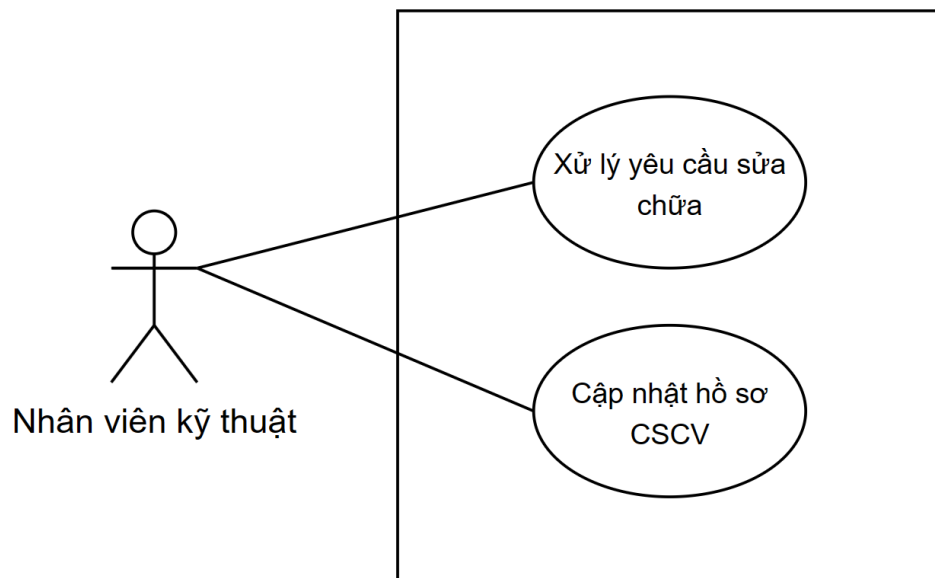 Xử lý yêu cầu sửa
chữa
Nhân viên kỹ thuật
Cập nhật hồ sơ
CSCV